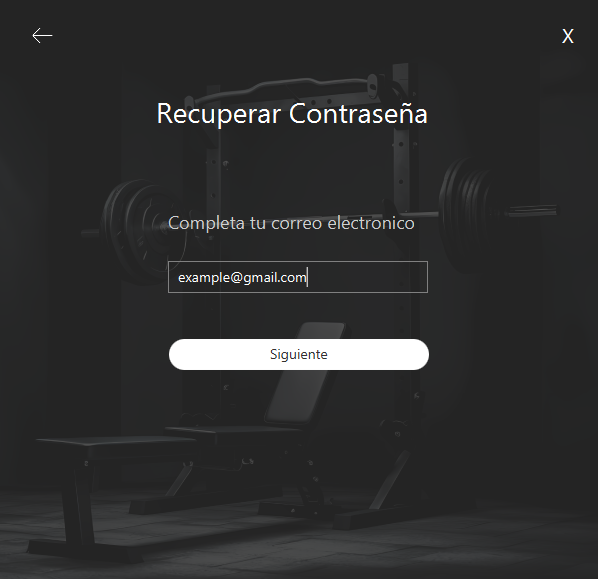 X
Recuperar Contraseña
Completa tu correo electronico
example@gmail.com
Siguiente